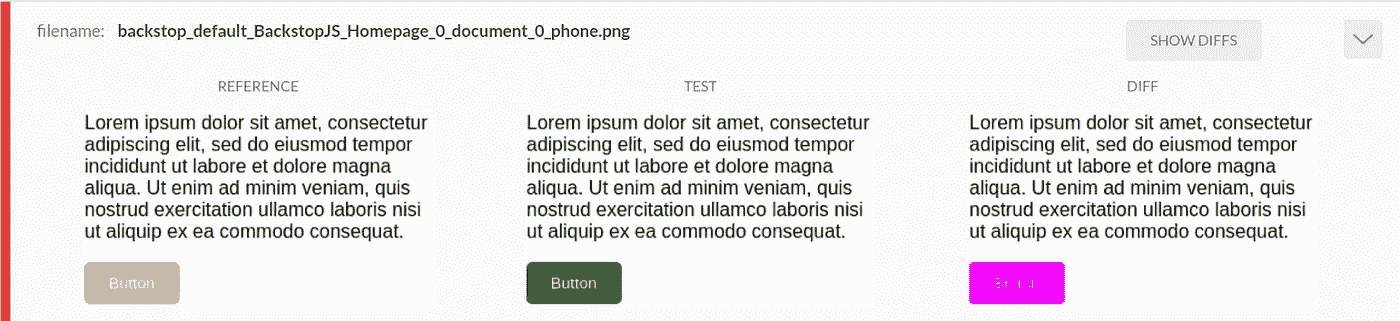 filename: backstop_default_BackstopJS_Homepage_0_document_0_phone.png
SHOW DIFFS
REFERENCE
Lorem ipsum dolor sit amet, consectetur
adipiscing elit, sed do eiusmod tempor
incididunt ut labore et dolore magna
aliqua. Ut enim ad minim veniam, quis
nostrud exercitation ullamco laboris nisi
ut aliquip ex ea commodo consequat.
Button
TEST
Lorem ipsum dolor sit amet, consectetur
adipiscing elit, sed do eiusmod tempor
incididunt ut labore et dolore magna
aliqua. Ut enim ad minim veniam, quis
nostrud exercitation ullamco laboris nisi
ut aliquip ex ea commodo consequat.
Button
DIFF
Lorem ipsum dolor sit amet, consectetur
adipiscing elit, sed do eiusmod tempor
incididunt ut labore et dolore magna
aliqua. Ut enim ad minim veniam, quis
nostrud exercitation ullamco laboris nisi
ut aliquip ex ea commodo consequat.